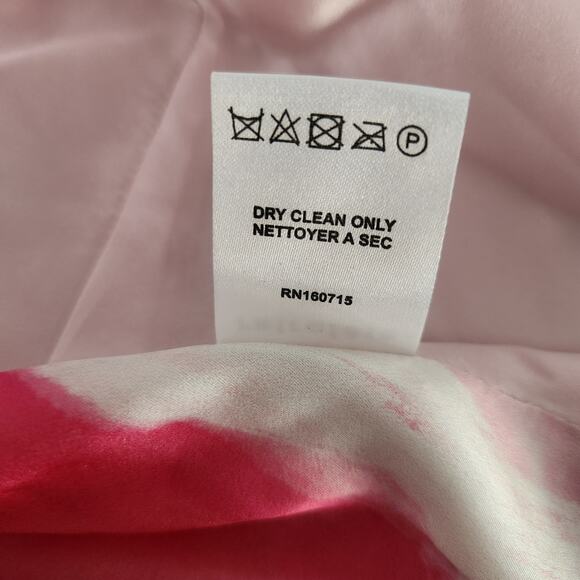 P
DRY CLEAN ONLY
NETTOYER A SEC
RN160715